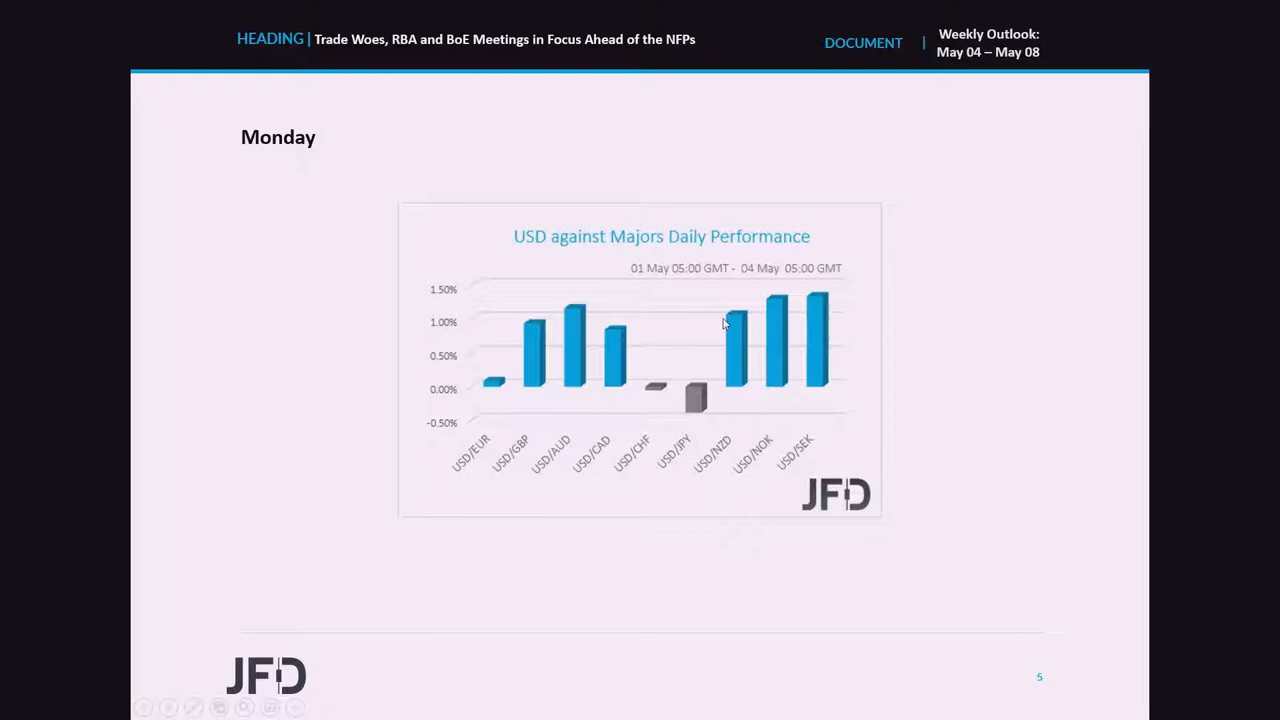 HEADING | Trade Woes, RBA and BoE Meetings in Focus Ahead of the NFPs
DOCUMENT | Weekly Outlook:
May 04 – May 08
Monday
USD against Majors Daily Performance
01 May 05:00 GMT - 04 May 05:00 GMT
1.50%
1.00%
0.50%
0.00%
-0.50%
USD/EUR
USD/GBP
USD/AUD
USD/CAD
USD/CHF
USD/JPY
USD/NZD
USD/NOK
USD/SEK
JFD
JFD
5